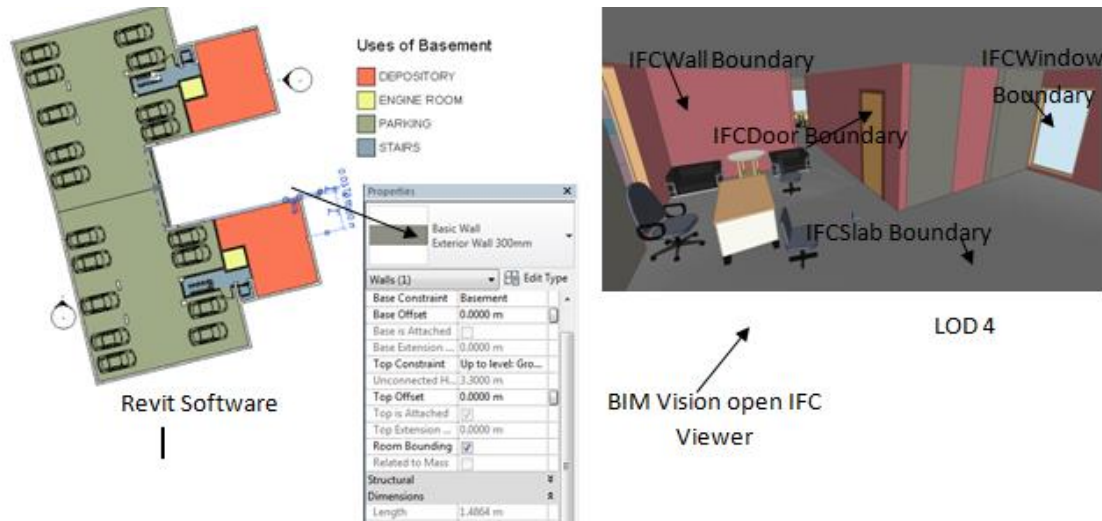 Uses of Basement
DEPOSITORY
ENGINE ROOM
PARKING
STAIRS
Properties
Basic Wall
Exterior Wall 300mm
Walls (1)
Edit Type
Base Constraint Basement
Base Offset 0.0000 m
Base is Attached
Base Extension ... 0.0000 m
Top Constraint Up to level: Gro...
Unconnected H... 3.3000 m
Top Offset 0.0000 m
Top is Attached
Top Extension ... 0.0000 m
Room Bounding
Related to Mass
Structural
Dimensions
Length 1.4864 m
Revit Software
IFCWall Boundary
IFCWindow
Boundary
IFCDoor Boundary
IFCSlab Boundary
LOD 4
BIM Vision open IFC
Viewer